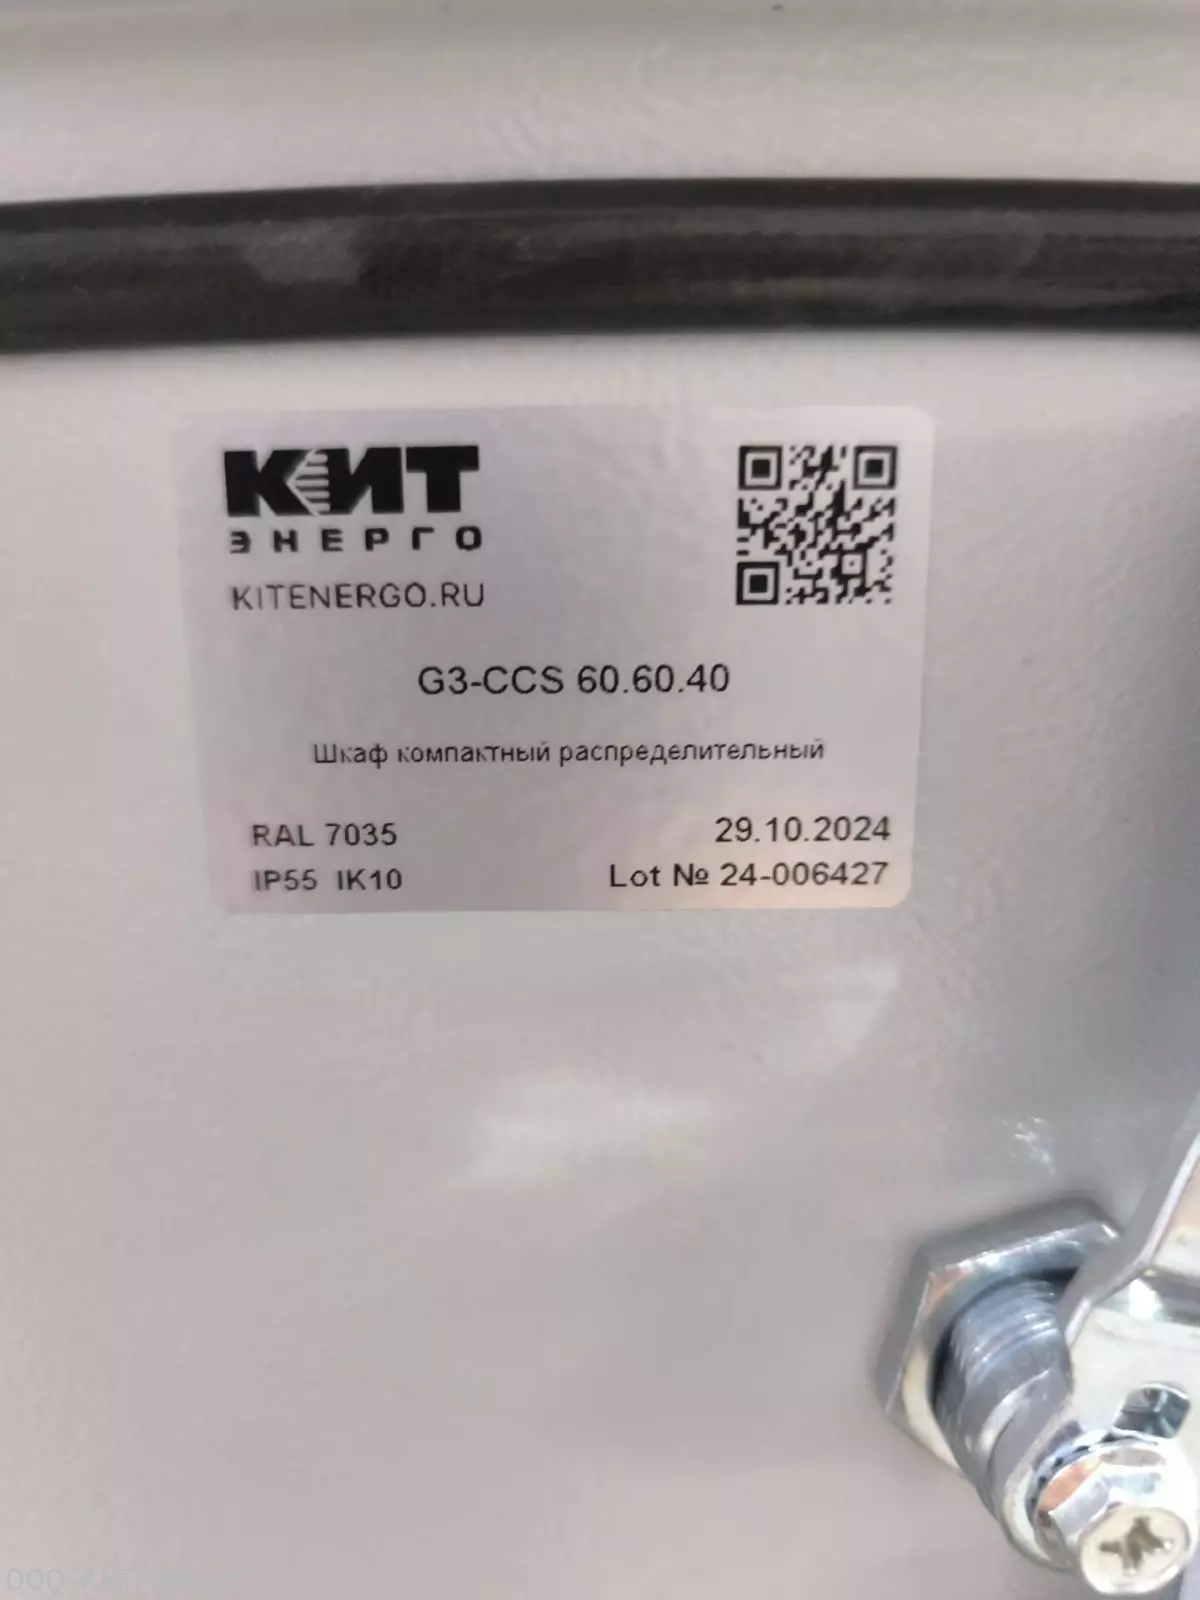 КИТ
ЭНЕРГО
KITENERGO.RU
G3-CCS 60.60.40
Шкаф компактный распределительный
RAL 7035
29.10.2024
IP55 IK10
Lot № 24-006427
ООО